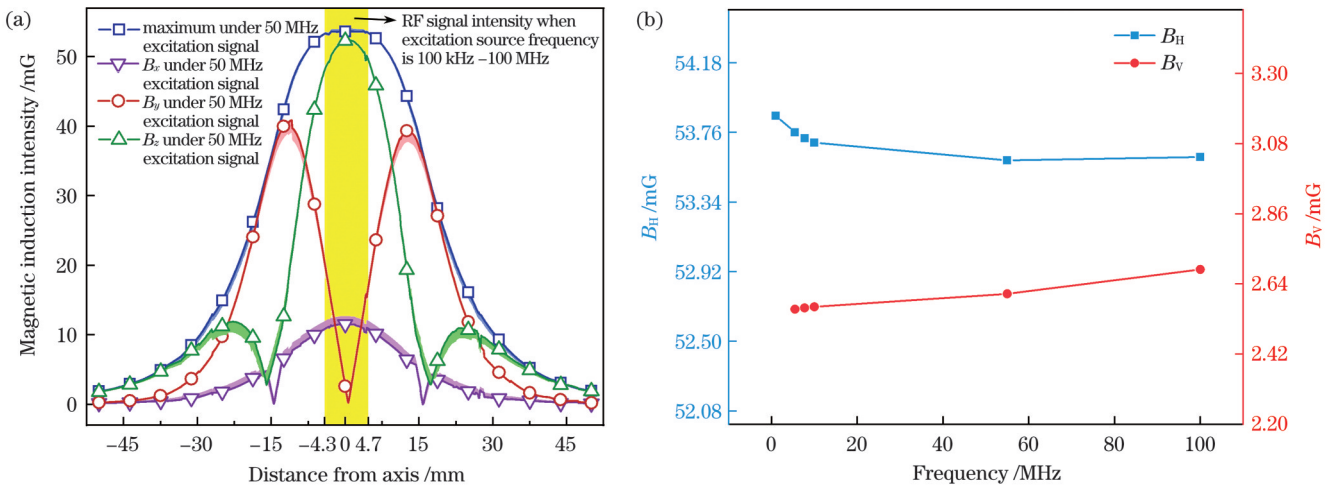 (a)
Magnetic induction intensity /mG
50
40
30
20
10
0
maximum under 50 MHz
excitation signal
Bx under 50 MHz
excitation signal
By under 50 MHz
excitation signal
Bz under 50 MHz
excitation signal
RF signal intensity when
excitation source frequency
is 100 kHz –100 MHz
−45 −30 −15 −4.3 0 4.7 15 30 45
Distance from axis /mm
(b)
BH /mG
54.18
53.76
53.34
52.92
52.50
52.08
BH
BV
3.30
3.08
2.86
2.64
2.42
2.20
BV /mG
0 20 40 60 80 100
Frequency /MHz